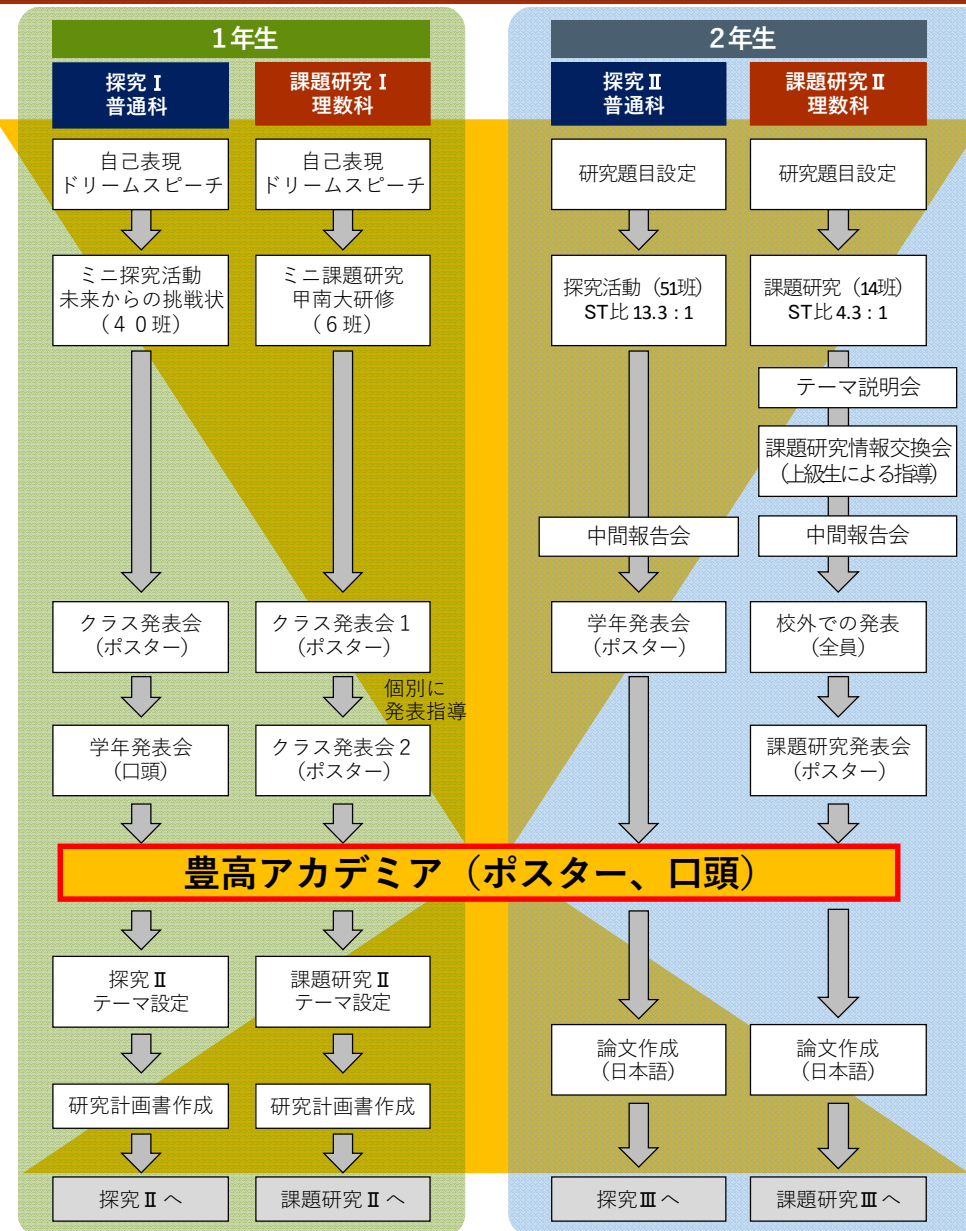 1年生
探究 Ⅰ
普通科
自己表現
ドリームスピーチ
ミニ探究活動
未来からの挑戦状
(４０班)
クラス発表会
(ポスター)
学年発表会
(口頭)
課題研究 Ⅰ
理数科
自己表現
ドリームスピーチ
ミニ課題研究
甲南大研修
(６班)
クラス発表会１
(ポスター)
個別に
発表指導
クラス発表会２
(ポスター)
２年生
探究 Ⅱ
普通科
研究題目設定
探究活動（51班）
ST比 13.3：1
中間報告会
学年発表会
(ポスター)
課題研究 Ⅱ
理数科
研究題目設定
課題研究（14班）
ST比 4.3：1
テーマ説明会
課題研究情報交換会
(上級生による指導)
中間報告会
校外での発表
(全員)
課題研究発表会
(ポスター)
豊高アカデミア（ポスター、口頭）
探究 Ⅱ
テーマ設定
研究計画書作成
探究 Ⅱ へ
課題研究 Ⅱ
テーマ設定
研究計画書作成
課題研究 Ⅱ へ
論文作成
(日本語)
探究Ⅲ へ
論文作成
(日本語)
課題研究Ⅲ へ